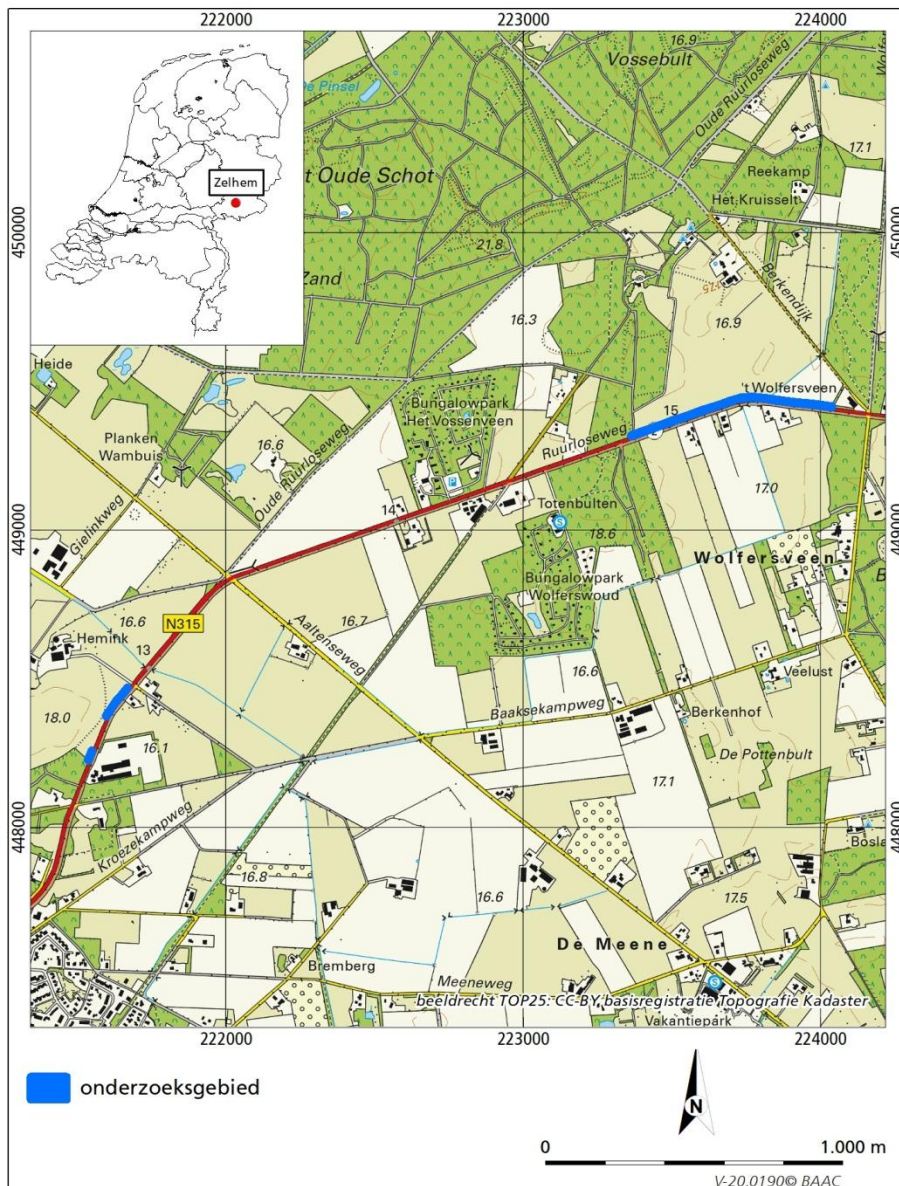 222000
223000
224000
Zelhem
De Pinsel
16.9
Vossebult
Oude Ruurloseweg
17.1
Reekamp
t Oude Schot
Het Kruisselt
450000
450000
21.8
Zand
Berkendijk
16.3
16.9
Heide
't Wolfersveen
Bungalowpark
Het Vossenveen
15
Planken
Wambuis
16.6
Oude Ruurloseweg
Ruurloseweg
P
17.0
Gielinkweg
14
Totenbulten
S
449000
449000
18.6
Wolfersveen
B
Bungalowpark
Wolferswoud
16.6
N315
16.7
Aaltenseweg
Hemink
13
16.6
Veelust
Baaksekampweg
Berkenhof
18.0
16.1
De Pottenbult
17.1
448000
448000
Kroezekampweg
Bosla
16.8
16.6
17.5
De Meene
Bremberg
Meeneweg
S
beeldrecht TOP25: CC-BY basisregistratie Topografie Kadaster
Vakantiepark
222000
223000
224000
onderzoeksgebied
N
0
1.000 m
V-20.0190© BAAC